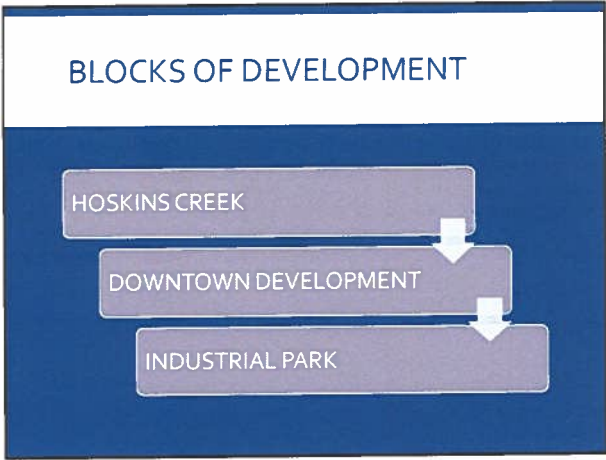 BLOCKS OF DEVELOPMENT
HOSKINS CREEK
DOWNTOWN DEVELOPMENT
INDUSTRIAL PARK